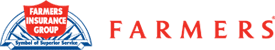 FARMERS
INSURANCE
GROUP
Symbol of Superior Service
FARMERS®